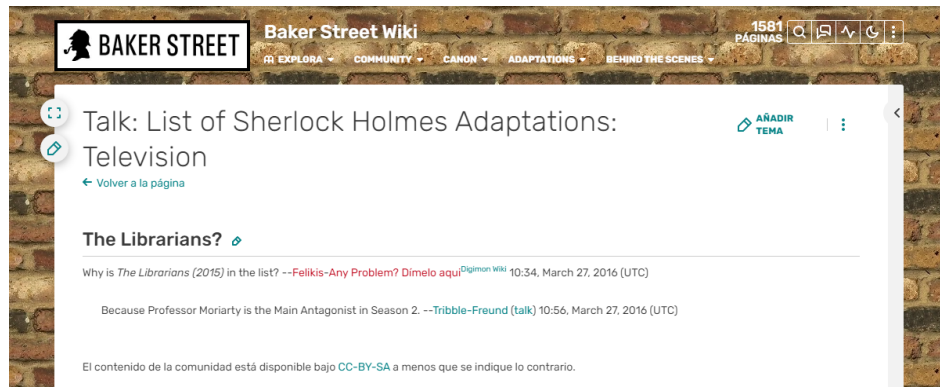 BAKER STREET
Baker Street Wiki
EXPLORA COMMUNITY CANON ADAPTATIONS BEHIND THE SCENES
1581
PÁGINAS
Talk: List of Sherlock Holmes Adaptations:
Television
AÑADIR
TEMA
Volver a la página
The Librarians?
Why is The Librarians (2015) in the list? --Felikis-Any Problem? Dímelo aquíDigimon Wiki 10:34, March 27, 2016 (UTC)
Because Professor Moriarty is the Main Antagonist in Season 2. --Tribble-Freund (talk) 10:56, March 27, 2016 (UTC)
El contenido de la comunidad está disponible bajo CC-BY-SA a menos que se indique lo contrario.